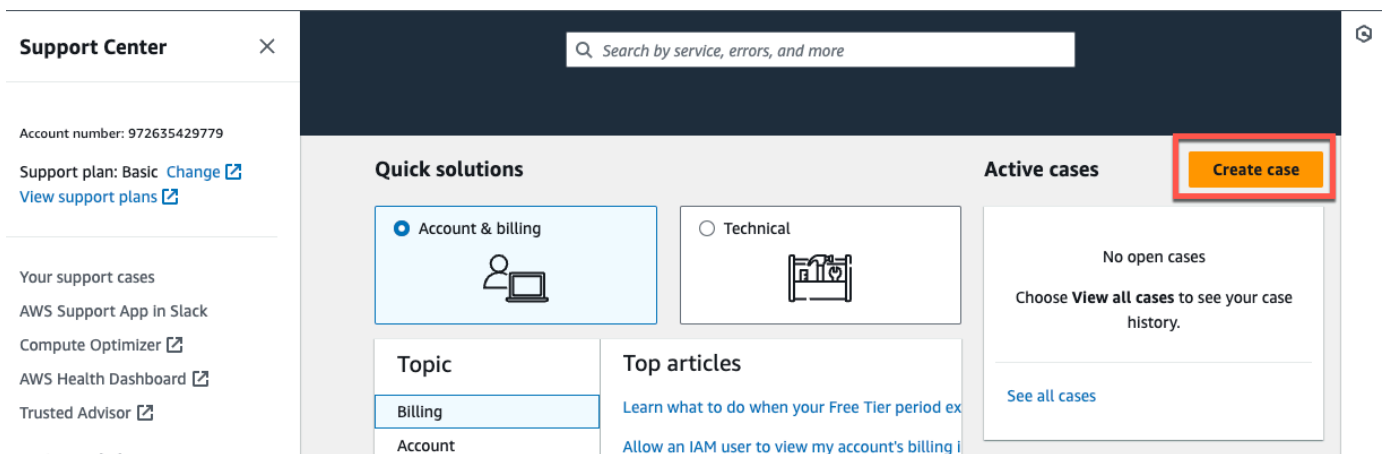 Support Center
Account number: 972635429779
Support plan: Basic Change
View support plans
Your support cases
AWS Support App in Slack
Compute Optimizer
AWS Health Dashboard
Trusted Advisor
Search by service, errors, and more
Quick solutions
Account & billing
Technical
Topic
Billing
Account
Top articles
Learn what to do when your Free Tier period ex
Allow an IAM user to view my account's billing i
Active cases
Create case
No open cases
Choose View all cases to see your case
history.
See all cases